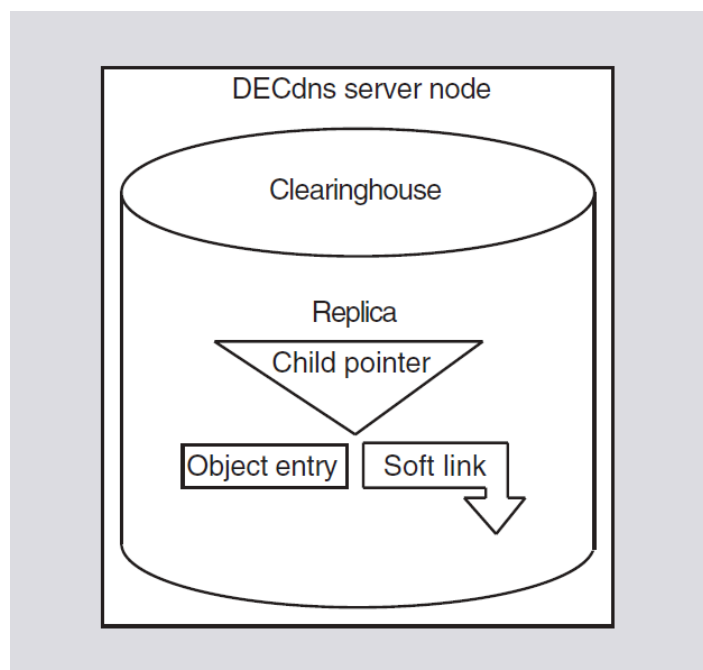 DECdns server node
Clearinghouse
Replica
Child pointer
Object entry
Soft link